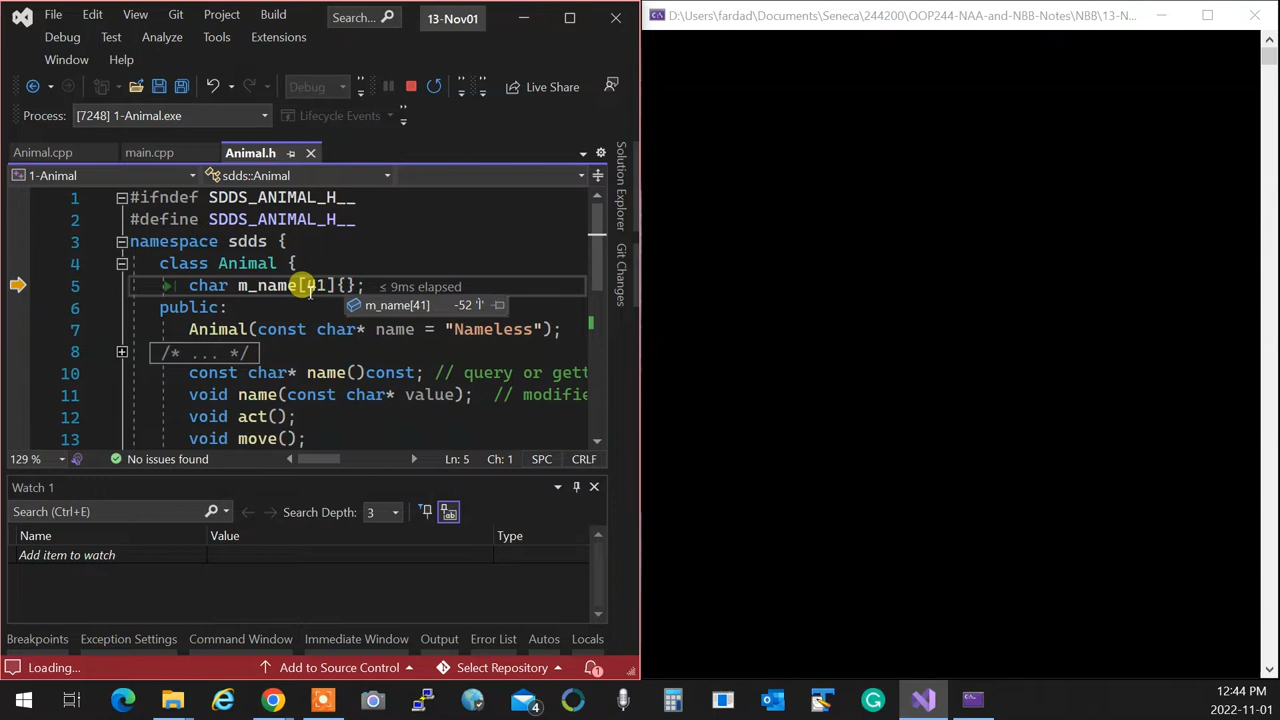 File Edit View Git Project Build Search... 13-Nov01
Debug Test Analyze Tools Extensions
Window Help
Debug Live Share
Process: [7248] 1-Animal.exe Lifecycle Events
Animal.cpp main.cpp Animal.h
1-Animal sdds::Animal
1 #ifndef SDDS_ANIMAL_H__
2 #define SDDS_ANIMAL_H__
3 namespace sdds {
4 class Animal {
5 char m_name[41]{}; ≤ 9ms elapsed
m_name[41] -52 'Ì'
6 public:
7 Animal(const char* name = "Nameless");
8 /* ... */
10 const char* name()const; // query or gett
11 void name(const char* value); // modifie
12 void act();
13 void move();
129 % No issues found Ln: 5 Ch: 1 SPC CRLF
Watch 1
Search (Ctrl+E) Search Depth: 3
Name Value Type
Add item to watch
Breakpoints Exception Settings Command Window Immediate Window Output Error List Autos Locals
Loading... Add to Source Control Select Repository 1
Solution Explorer
Git Changes
D:\Users\fardad\Documents\Seneca\244200\OOP244-NAA-and-NBB-Notes\NBB\13-N...
4
12:44 PM
2022-11-01